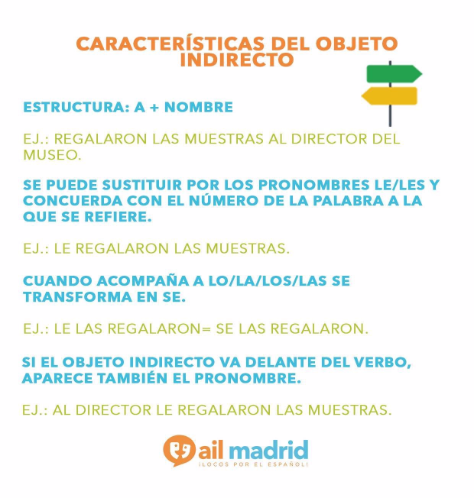 CARACTERÍSTICAS DEL OBJETO
INDIRECTO
ESTRUCTURA: A + NOMBRE
EJ.: REGALARON LAS MUESTRAS AL DIRECTOR DEL
MUSEO.
SE PUEDE SUSTITUIR POR LOS PRONOMBRES LE/LES Y
CONCUERDA CON EL NÚMERO DE LA PALABRA A LA
QUE SE REFIERE.
EJ.: LE REGALARON LAS MUESTRAS.
CUANDO ACOMPAÑA A LO/LA/LOS/LAS SE
TRANSFORMA EN SE.
EJ.: LE LAS REGALARON= SE LAS REGALARON.
SI EL OBJETO INDIRECTO VA DELANTE DEL VERBO,
APARECE TAMBIÉN EL PRONOMBRE.
EJ.: AL DIRECTOR LE REGALARON LAS MUESTRAS.
ail madrid
¡LOCOS POR EL ESPAÑOL!